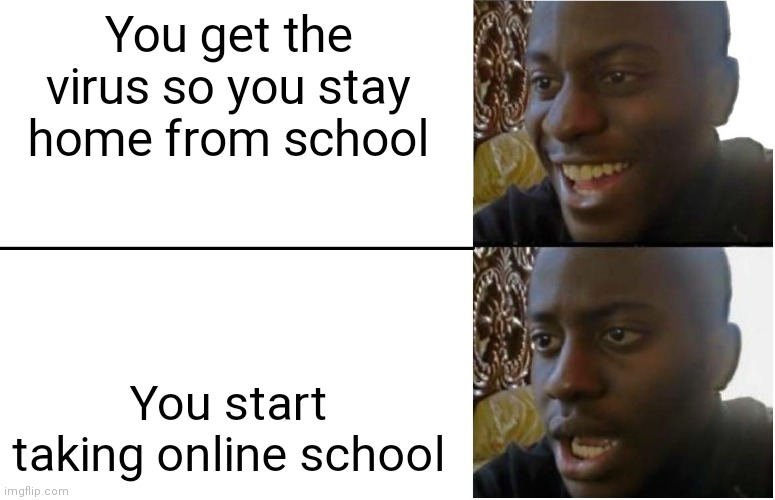 You get the
virus so you stay
home from school
You start
taking online school
imgflip.com